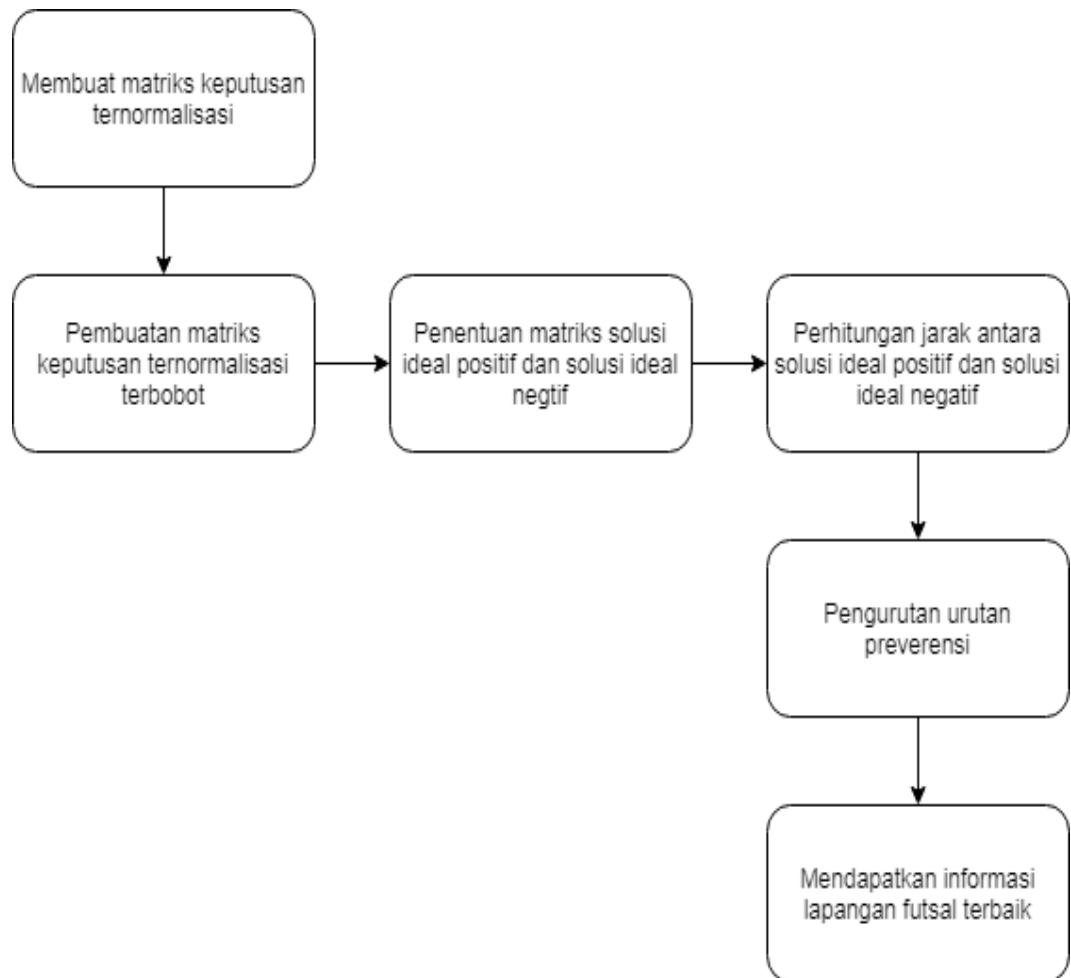 Membuat matriks keputusan
ternormalisasi
Pembuatan matriks
keputusan ternormalisasi
terbobot
Penentuan matriks solusi
ideal positif dan solusi ideal
negtif
Perhitungan jarak antara
solusi ideal positif dan solusi
ideal negatif
Pengurutan urutan
preverensi
Mendapatkan informasi
lapangan futsal terbaik